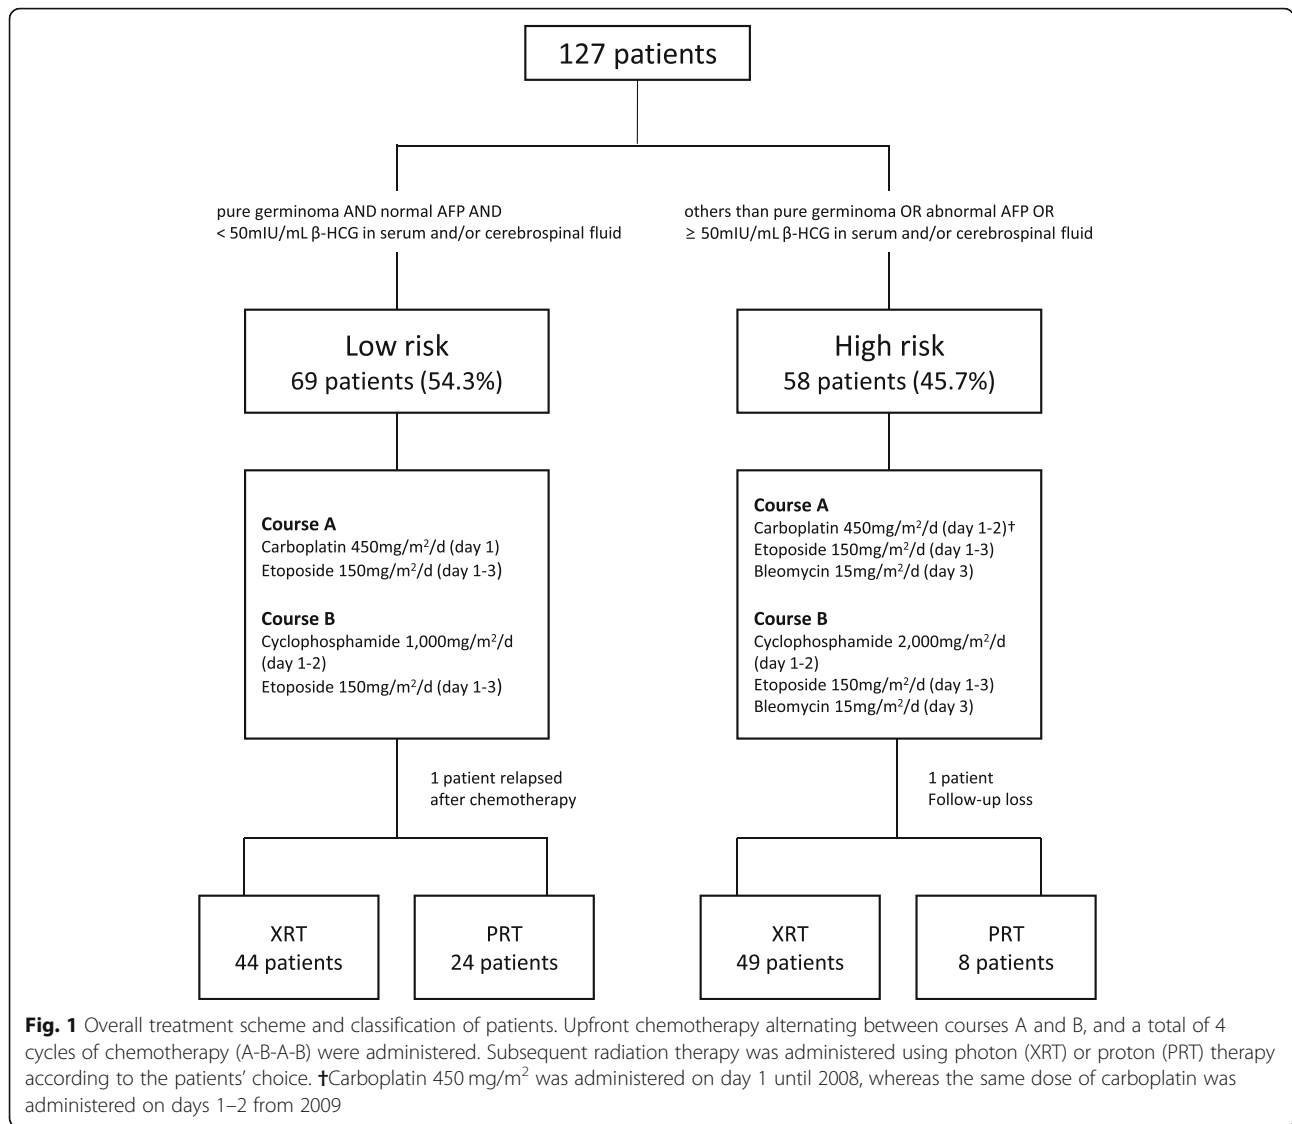 127 patients
pure germinoma AND normal AFP AND
< 50mIU/mL β-HCG in serum and/or cerebrospinal fluid
others than pure germinoma OR abnormal AFP OR
≥ 50mIU/mL β-HCG in serum and/or cerebrospinal fluid
Low risk
69 patients (54.3%)
High risk
58 patients (45.7%)
Course A
Carboplatin 450mg/m²/d (day 1)
Etoposide 150mg/m²/d (day 1-3)
Course B
Cyclophosphamide 1,000mg/m²/d
(day 1-2)
Etoposide 150mg/m²/d (day 1-3)
Course A
Carboplatin 450mg/m²/d (day 1-2)†
Etoposide 150mg/m²/d (day 1-3)
Bleomycin 15mg/m²/d (day 3)
Course B
Cyclophosphamide 2,000mg/m²/d
(day 1-2)
Etoposide 150mg/m²/d (day 1-3)
Bleomycin 15mg/m²/d (day 3)
1 patient relapsed
after chemotherapy
1 patient
Follow-up loss
XRT
44 patients
PRT
24 patients
XRT
49 patients
PRT
8 patients
Fig. 1 Overall treatment scheme and classification of patients. Upfront chemotherapy alternating between courses A and B, and a total of 4
cycles of chemotherapy (A-B-A-B) were administered. Subsequent radiation therapy was administered using photon (XRT) or proton (PRT) therapy
according to the patients' choice. †Carboplatin 450 mg/m² was administered on day 1 until 2008, whereas the same dose of carboplatin was
administered on days 1–2 from 2009